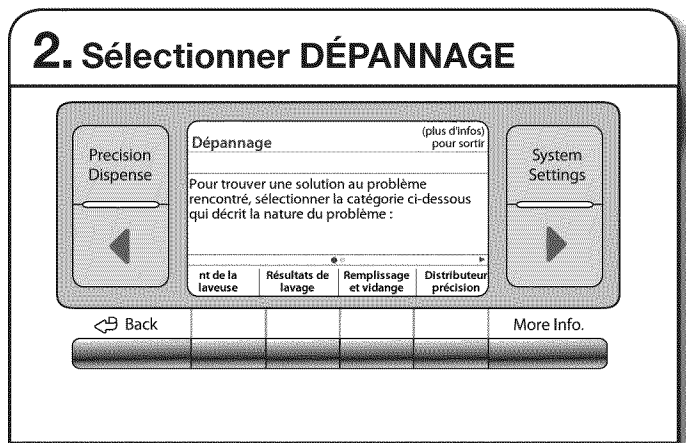 2. Sélectionner DÉPANNAGE
Precision
Dispense
Dépannage
(plus d'infos)
pour sortir
Pour trouver une solution au problème
rencontré, sélectionner la catégorie ci-dessous
qui décrit la nature du problème :
nt de la
laveuse
Résultats de
lavage
Remplissage
et vidange
Distributeur
précision
System
Settings
Back
More Info.